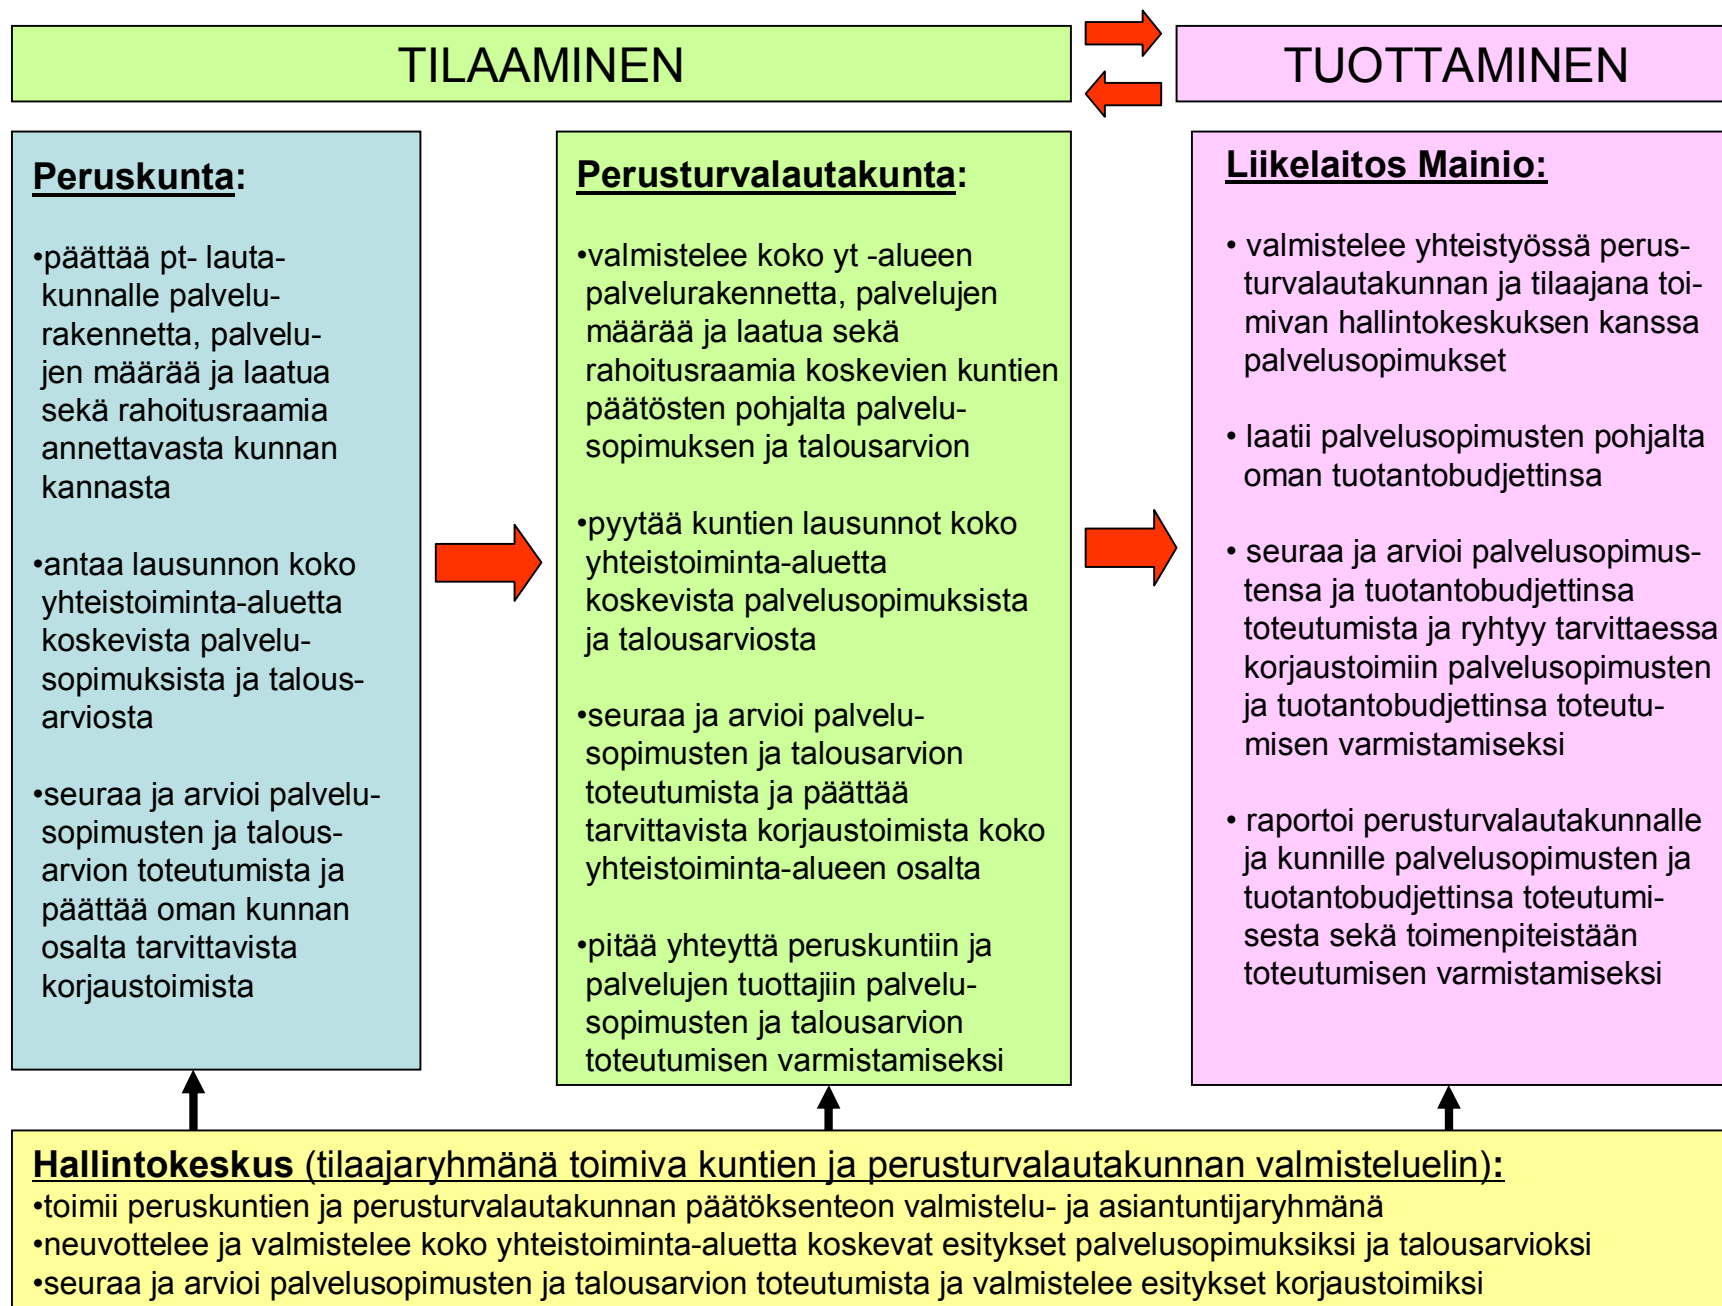 TILAAMINEN
TUOTTAMINEN
Peruskunta:
•päättää pt- lauta-
kunnalle palvelu-
rakennetta, palvelu-
jen määrää ja laatua
sekä rahoitusraamia
annettavasta kunnan
kannasta
•antaa lausunnon koko
yhteistoiminta-aluetta
koskevista palvelu-
sopimuksista ja talous-
arviosta
•seuraa ja arvioi palvelu-
sopimusten ja talous-
arvion toteutumista ja
päättää oman kunnan
osalta tarvittavista
korjaustoimista
Perusturvalautakunta:
•valmistelee koko yt -alueen
palvelurakennetta, palvelujen
määrää ja laatua sekä
rahoitusraamia koskevien kuntien
päätösten pohjalta palvelu-
sopimuksen ja talousarvion
•pyytää kuntien lausunnot koko
yhteistoiminta-aluetta
koskevista palvelusopimuksista
ja talousarviosta
•seuraa ja arvioi palvelu-
sopimusten ja talousarvion
toteutumista ja päättää
tarvittavista korjaustoimista koko
yhteistoiminta-alueen osalta
•pitää yhteyttä peruskuntiin ja
palvelujen tuottajiin palvelu-
sopimusten ja talousarvion
toteutumisen varmistamiseksi
Liikelaitos Mainio:
• valmistelee yhteistyössä perus-
turvalautakunnan ja tilaajana toi-
mivan hallintokeskuksen kanssa
palvelusopimukset
• laatii palvelusopimusten pohjalta
oman tuotantobudjettinsa
• seuraa ja arvioi palvelusopimus-
tensa ja tuotantobudjettinsa
toteutumista ja ryhtyy tarvittaessa
korjaustoimiin palvelusopimusten
ja tuotantobudjettinsa toteutu-
misen varmistamiseksi
• raportoi perusturvalautakunnalle
ja kunnille palvelusopimusten ja
tuotantobudjettinsa toteutumi-
sesta sekä toimenpiteistään
toteutumisen varmistamiseksi
Hallintokeskus (tilaajaryhmänä toimiva kuntien ja perusturvalautakunnan valmisteluelin):
•toimii peruskuntien ja perusturvalautakunnan päätöksenteon valmistelu- ja asiantuntijaryhmänä
•neuvottelee ja valmistelee koko yhteistoiminta-aluetta koskevat esitykset palvelusopimuksiksi ja talousarvioksi
•seuraa ja arvioi palvelusopimusten ja talousarvion toteutumista ja valmistelee esitykset korjaustoimiksi